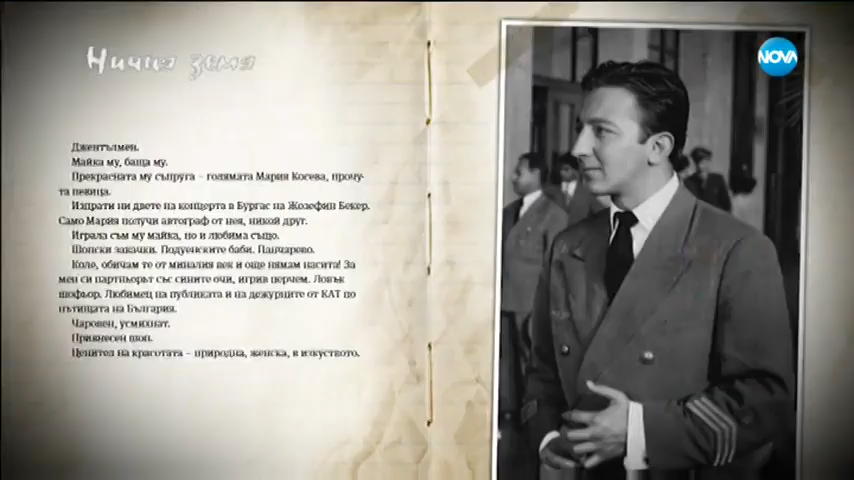 Ничия земя
NOVA
Джентълмен.
Майка му, баща му.
Прекрасната му съпруга – голямата Мария Косева, прочу-
та певица.
Изпрати ни двете на концерта в Бургас на Жозефин Бекер.
Само Мария получи автограф от нея, никой друг.
Играла съм му майка, но и любима също.
Шопски закачки. Подуенските баби. Панчарево.
Коле, обичам те от миналия век и още нямам насита! За
мен си партньорът със сините очи, игрив перчем. Ловък
шофьор. Любимец на публиката и на дежурните от КАТ по
пътищата на България.
Чаровен, усмихнат.
Привнесен шоп.
Ценител на красотата – природна, женска, в изкуството.